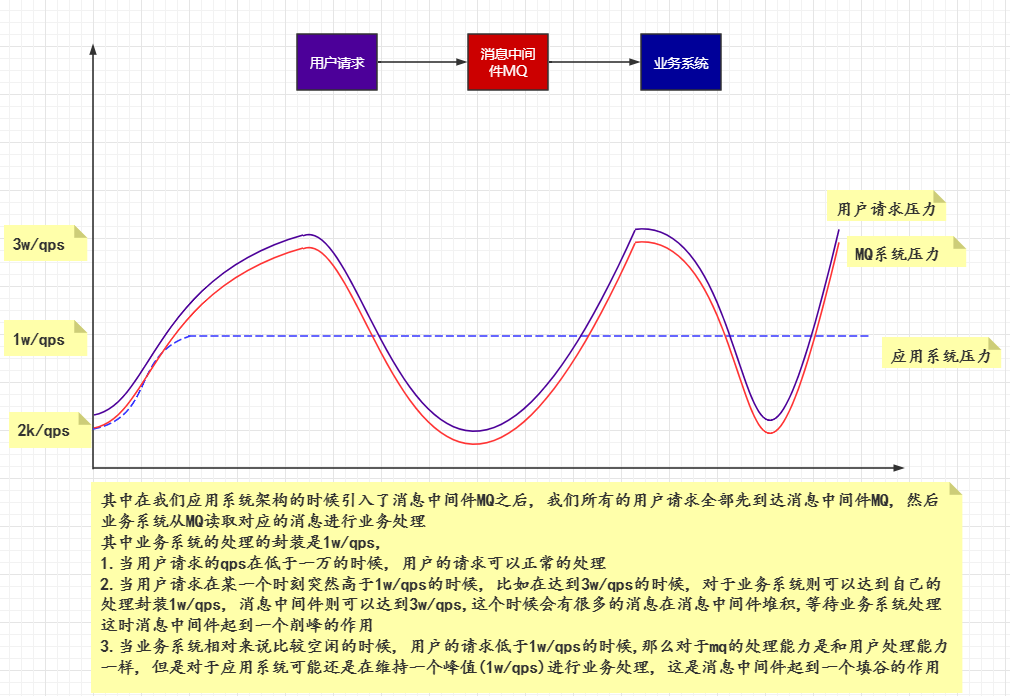 用户请求
消息中间
件MQ
业务系统
用户请求压力
3w/qps
MQ系统压力
1w/qps
应用系统压力
2k/qps
其中在我们应用系统架构的时候引入了消息中间件MQ之后, 我们所有的用户请求全部先到达消息中间件MQ, 然后
业务系统从MQ读取对应的消息进行业务处理
其中业务系统的处理的封装是1w/qps,
1.当用户请求的qps在低于一万的时候, 用户的请求可以正常的处理
2.当用户请求在某一个时刻突然高于1w/qps的时候, 比如在达到3w/qps的时候, 对于业务系统则可以达到自己的
处理封装1w/qps, 消息中间件则可以达到3w/qps,这个时候会有很多的消息在消息中间件堆积,等待业务系统处理
这时消息中间件起到一个削峰的作用
3.当业务系统相对来说比较空闲的时候, 用户的请求低于1w/qps的时候,那么对于mq的处理能力是和用户处理能力
一样, 但是对于应用系统可能还是在维持一个峰值(1w/qps)进行业务处理, 这是消息中间件起到一个填谷的作用